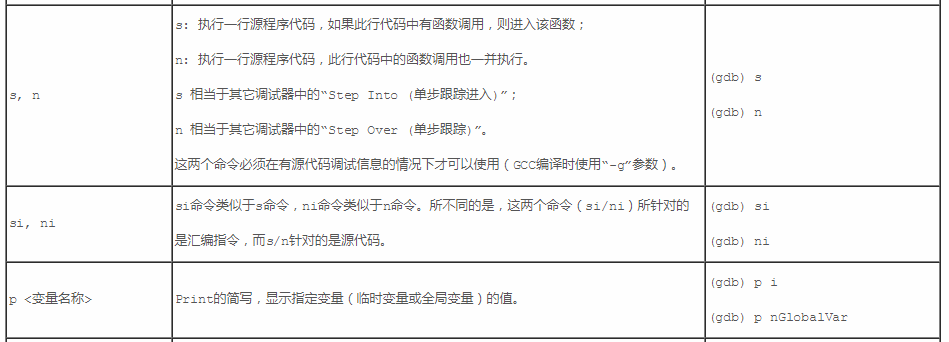 s, n
s: 执行一行源程序代码，如果此行代码中有函数调用，则进入该函数；
n: 执行一行源程序代码，此行代码中的函数调用也一并执行。
s 相当于其它调试器中的“Step Into (单步跟踪进入)”；
n 相当于其它调试器中的“Step Over (单步跟踪)”。
这两个命令必须在有源代码调试信息的情况下才可以使用（GCC编译时使用“-g”参数）。
(gdb) s
(gdb) n
si, ni
si命令类似于s命令，ni命令类似于n命令。所不同的是，这两个命令（si/ni）所针对的
是汇编指令，而s/n针对的是源代码。
(gdb) si
(gdb) ni
p <变量名称>
Print的简写，显示指定变量（临时变量或全局变量）的值。
(gdb) p i
(gdb) p nGlobalVar